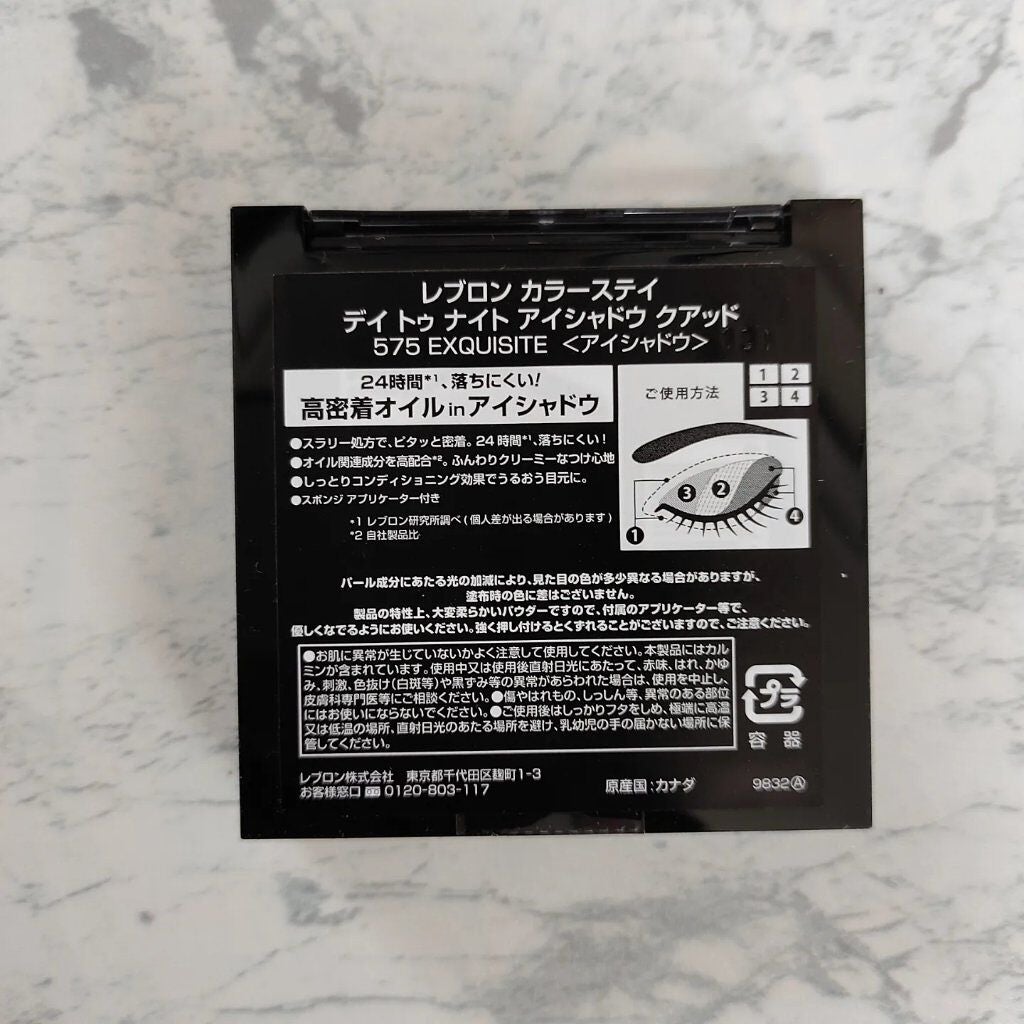 レブロン カラーステイ
デイ トゥ ナイト アイシャドウ クアッド
575 EXQUISITE <アイシャドウ>
24時間*1、落ちにくい!
高密着オイルinアイシャドウ
●スラリー処方で、ピタッと密着。24時間*1、落ちにくい!
●オイル関連成分を高配合*2。ふんわりクリーミーなつけ心地
●しっとりコンディショニング効果でうるおう目元に。
●スポンジ アプリケーター付き
*1 レブロン研究所調べ(個人差が出る場合があります)
*2 自社製品比
ご使用方法
1 2
3 4
3 2
1 4
パール成分にあたる光の加減により、見た目の色が多少異なる場合がありますが、
塗布時の色に差はございません。
製品の特性上、大変柔らかいパウダーですので、付属のアプリケーター等で、
優しくなでるようにお使いください。強く押し付けるとくずれることがございますので、ご注意ください。
●お肌に異常が生じていないかよく注意して使用してください。本製品にはカル
ミンが含まれています。使用中又は使用後直射日光にあたって、赤味、はれ、かゆ
み、刺激、色抜け(白斑等)や黒ずみ等の異常があらわれた場合は、使用を中止し、
皮膚科専門医等にご相談ください。●傷やはれもの、しっしん等、異常のある部位
にはお使いにならないでください。●ご使用後はしっかりフタをしめ、極端に高温
又は低温の場所、直射日光のあたる場所を避け、乳幼児の手の届かない場所に保
管してください。
プラ
容器
レブロン株式会社 東京都千代田区麹町1-3
お客様窓口 0120-803-117
原産国:カナダ
9832Ⓐ